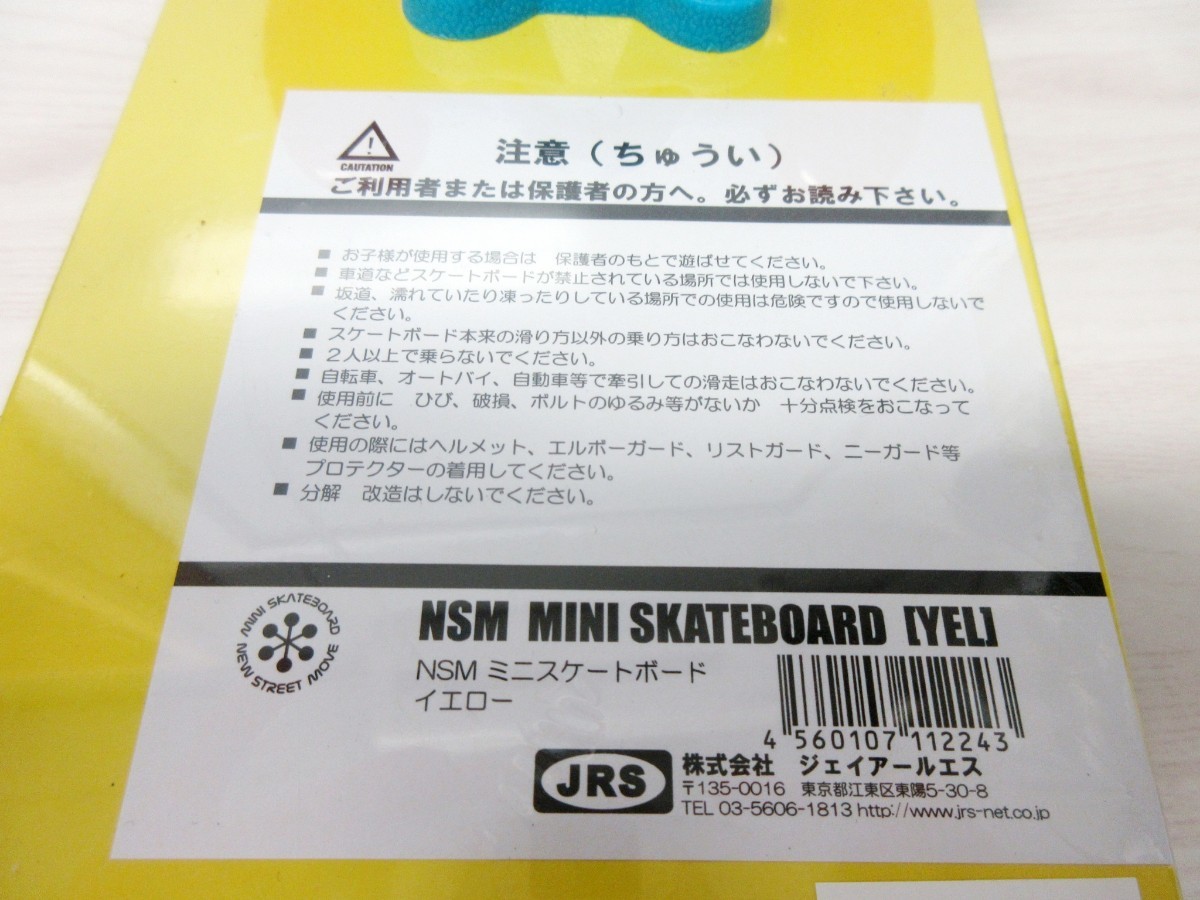 CAUTATION
注意（ちゅうい）
ご利用者または保護者の方へ。必ずお読み下さい。
■ お子様が使用する場合は　保護者のもとで遊ばせてください。
■ 車道などスケートボードが禁止されている場所では使用しないで下さい。
■ 坂道、濡れていたり凍ったりしている場所での使用は危険ですので使用しないで
ください。
■ スケートボード本来の滑り方以外の乗り方はおこなわないでください。
■ 2人以上で乗らないでください。
■ 自転車、オートバイ、自動車等で牽引しての滑走はおこなわないでください。
■ 使用前に　ひび、破損、ボルトのゆるみ等がないか　十分点検をおこなって
ください。
■ 使用の際にはヘルメット、エルボーガード、リストガード、ニーガード等
プロテクターの着用してください。
■ 分解　改造はしないでください。
MINI SKATEBOARD
NEW STREET MOVE
NSM MINI SKATEBOARD [YEL]
NSM ミニスケートボード
イエロー
4 560107 112243
JRS
株式会社　ジェイアールエス
〒135-0016　東京都江東区東陽5-30-8
TEL 03-5606-1813 http://www.jrs-net.co.jp